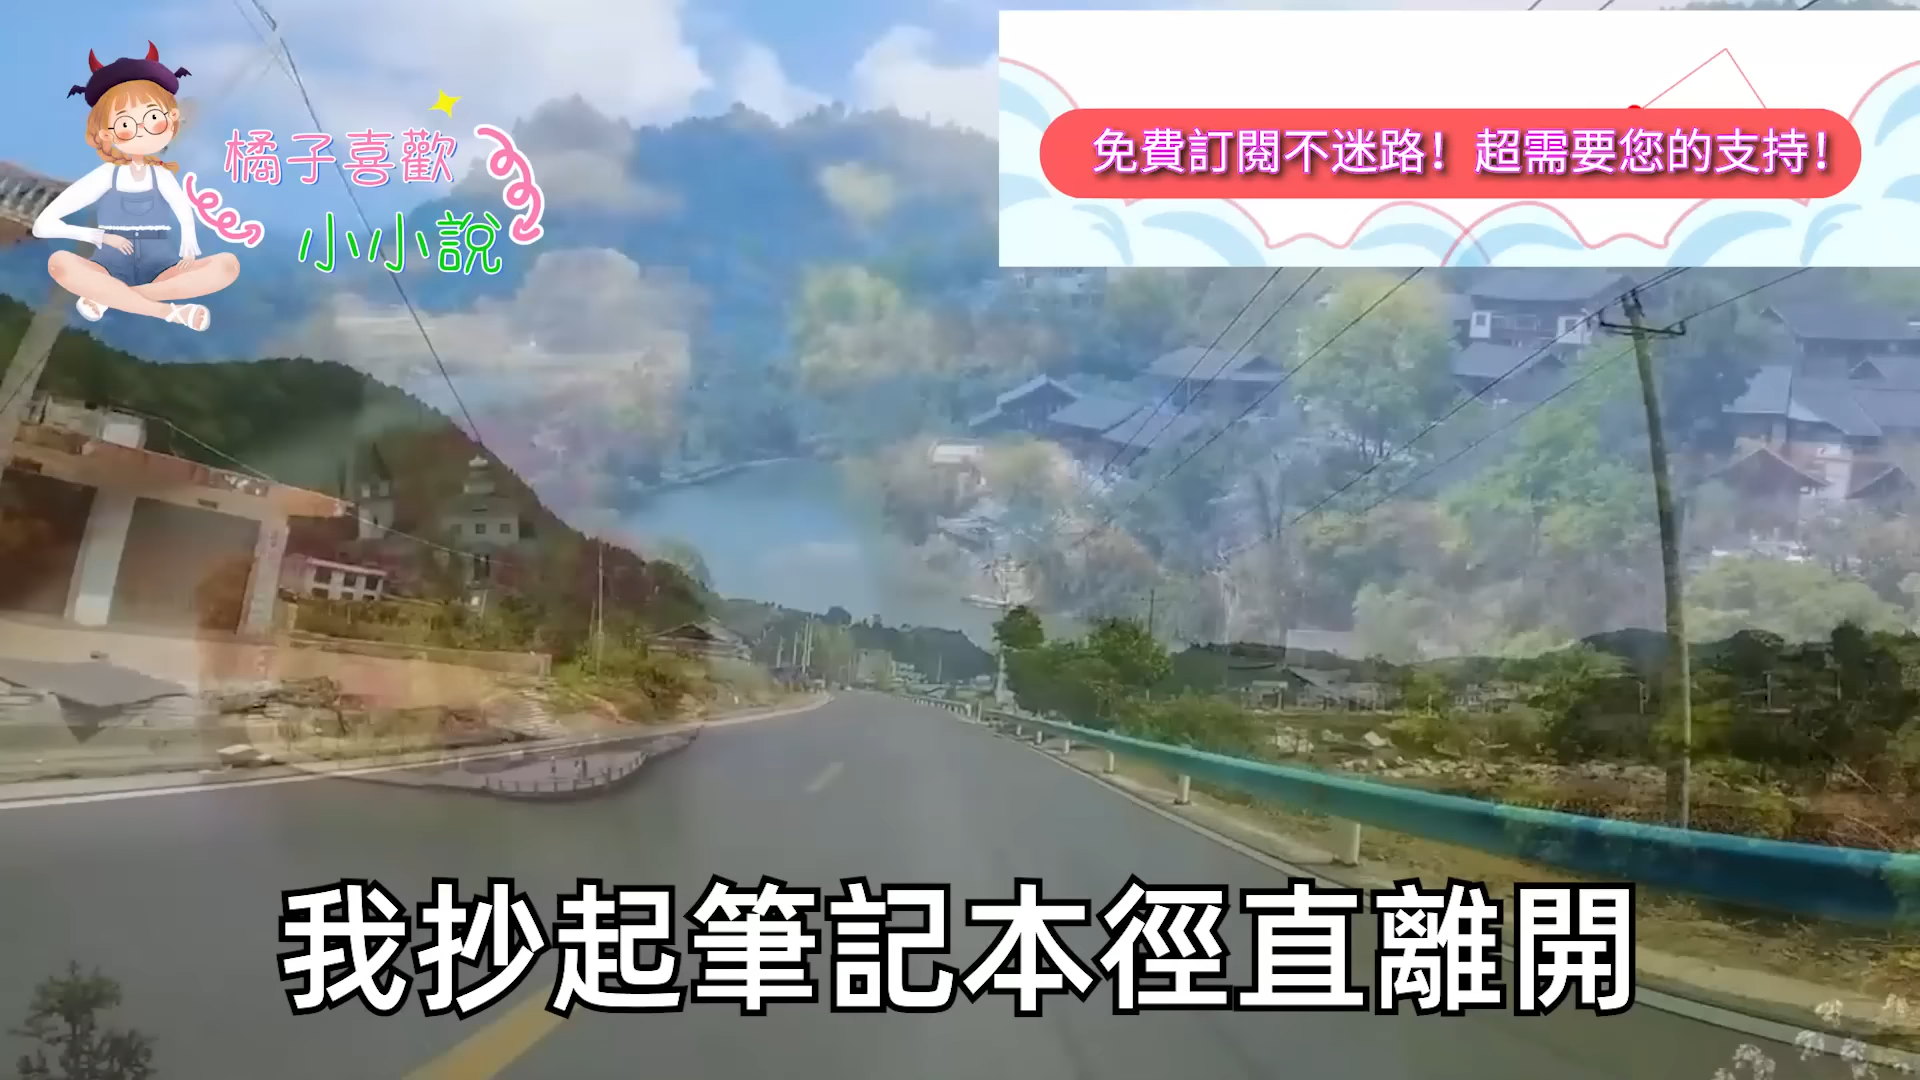 橘子喜歡
小小說
免費訂閱不迷路！超需要您的支持！
我抄起筆記本徑直離開